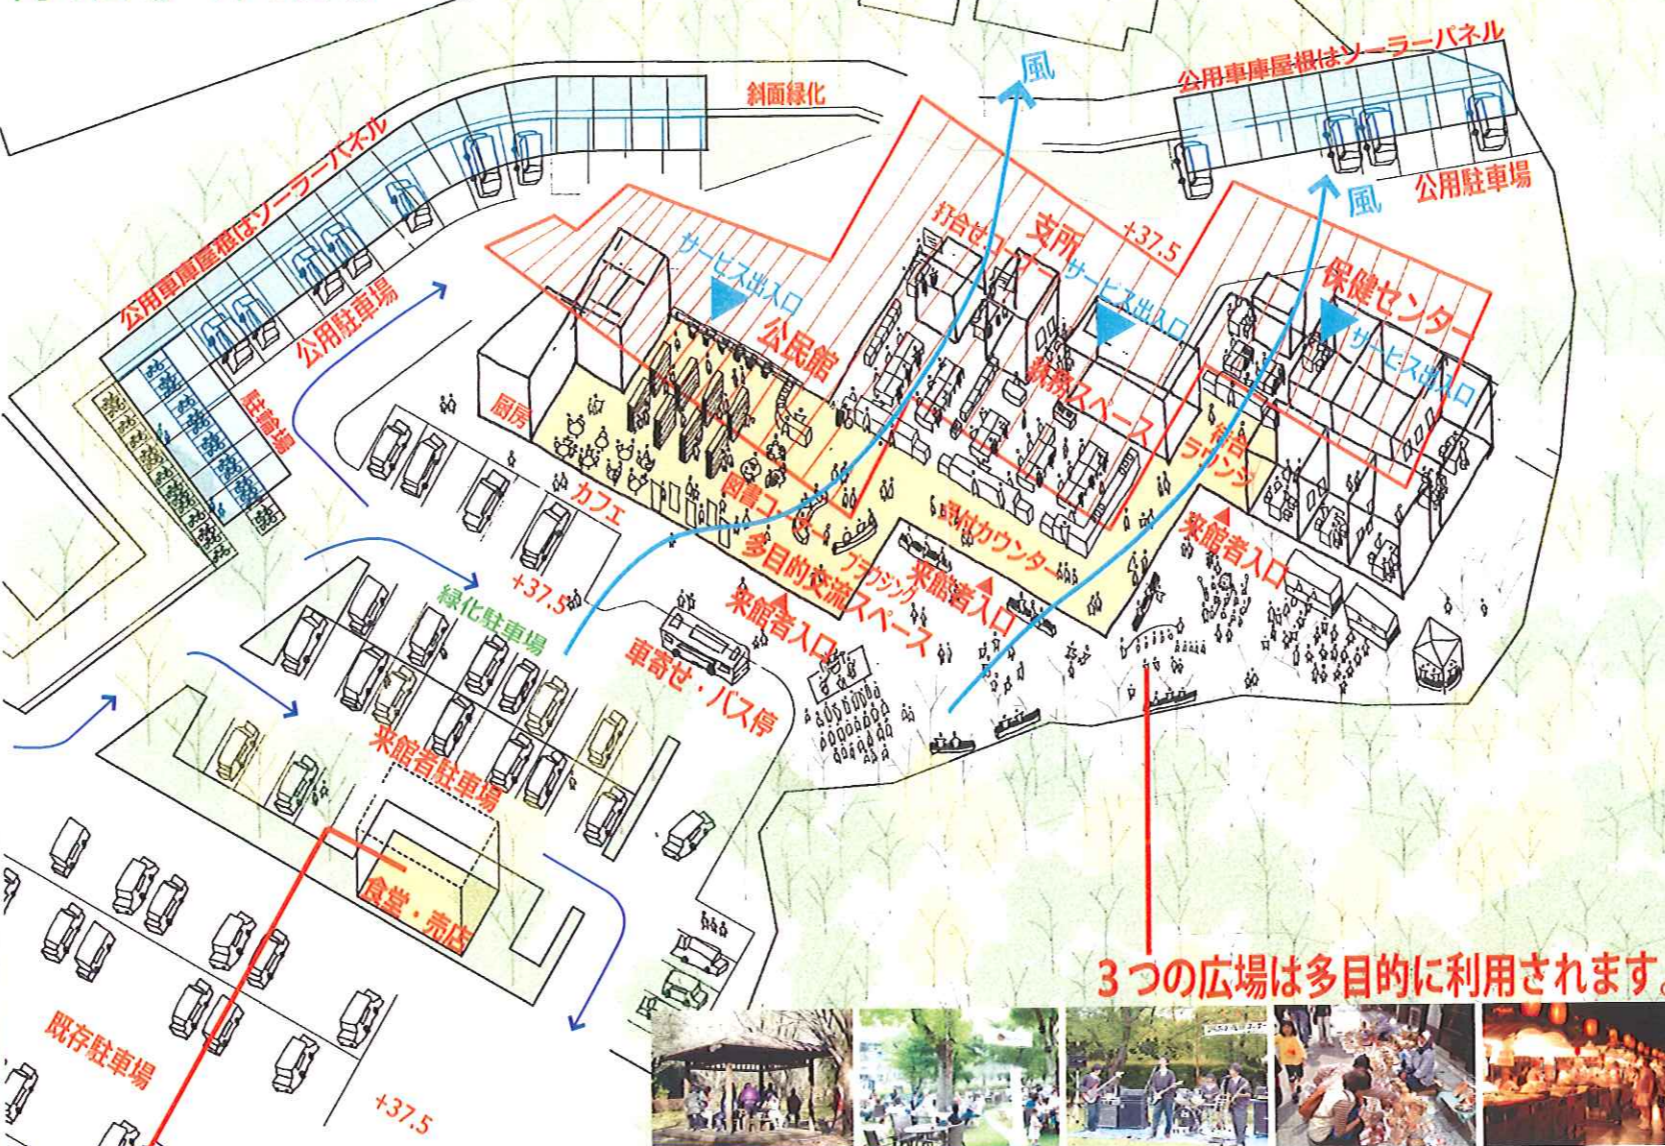 斜面緑化
風
公用車庫屋根はソーラーパネル
公用駐車場
風
公用車庫屋根はソーラーパネル
公用駐車場
駐輪場
サービス出入口
公民館
打合せコーナー
支所
+37.5
サービス出入口
保健センター
サービス出入口
執務スペース
厨房
カフェ
図書コーナー
多目的交流スペース
ブラウジング
受付カウンター
待合
ラウンジ
来館者入口
来館者入口
来館者入口
+37.5
緑化駐車場
車寄せ・バス停
来館者駐車場
食堂・売店
既存駐車場
+37.5
3つの広場は多目的に利用されます。